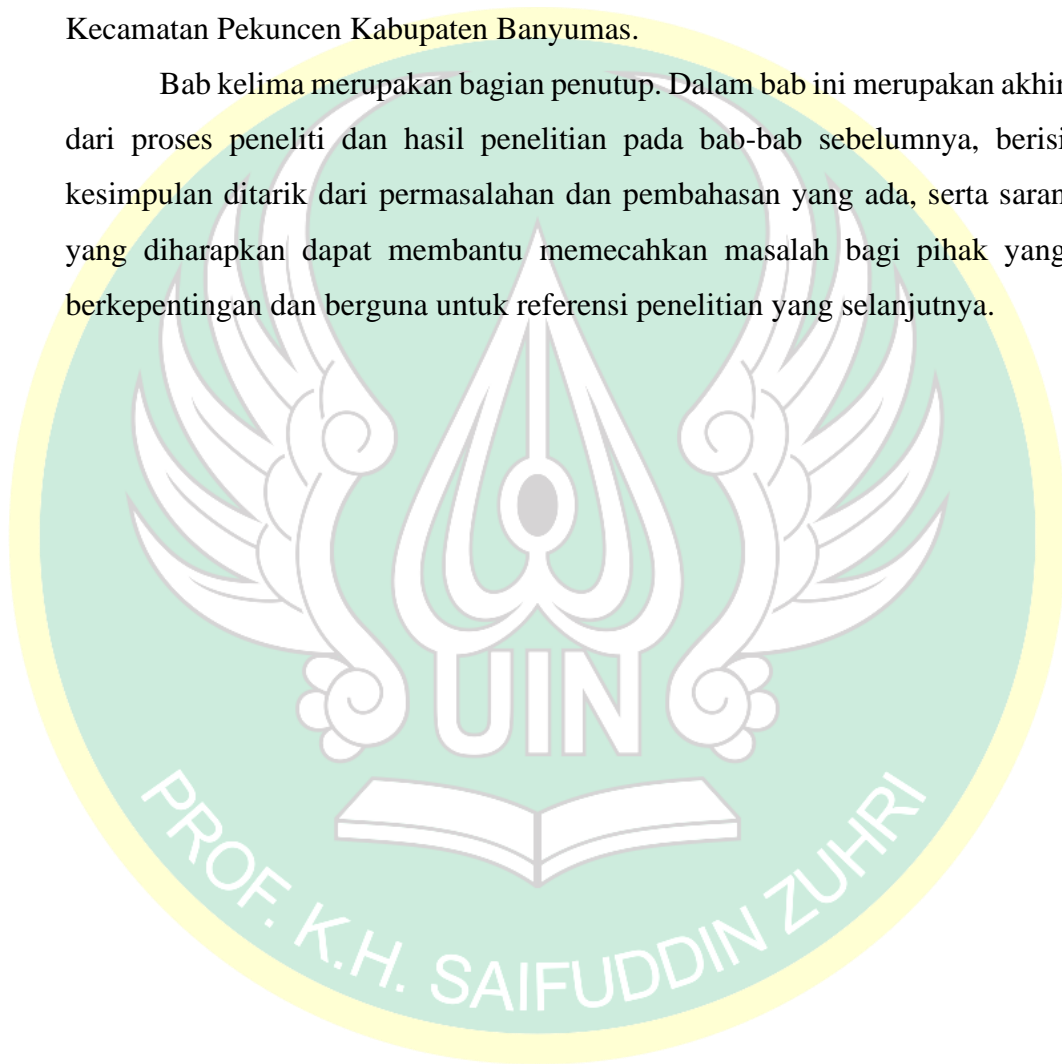 Kecamatan Pekuncen Kabupaten Banyumas.
Bab kelima merupakan bagian penutup. Dalam bab ini merupakan akhir
dari proses peneliti dan hasil penelitian pada bab-bab sebelumnya, berisi
kesimpulan ditarik dari permasalahan dan pembahasan yang ada, serta saran
yang diharapkan dapat membantu memecahkan masalah bagi pihak yang
berkepentingan dan berguna untuk referensi penelitian yang selanjutnya.
UIN
PROF. K.H. SAIFUDDIN ZUHRI